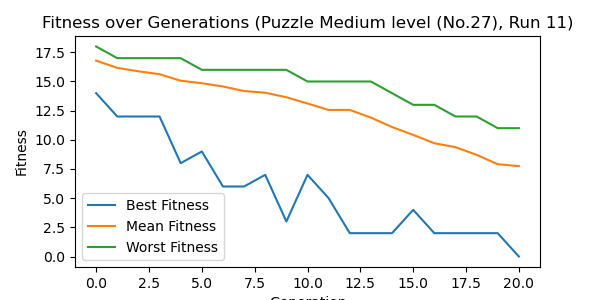 Fitness over Generations (Puzzle Medium level (No.27), Run 11)
17.5
15.0
12.5
10.0
7.5
5.0
2.5
0.0
Fitness
Best Fitness
Mean Fitness
Worst Fitness
0.0 2.5 5.0 7.5 10.0 12.5 15.0 17.5 20.0
Generation